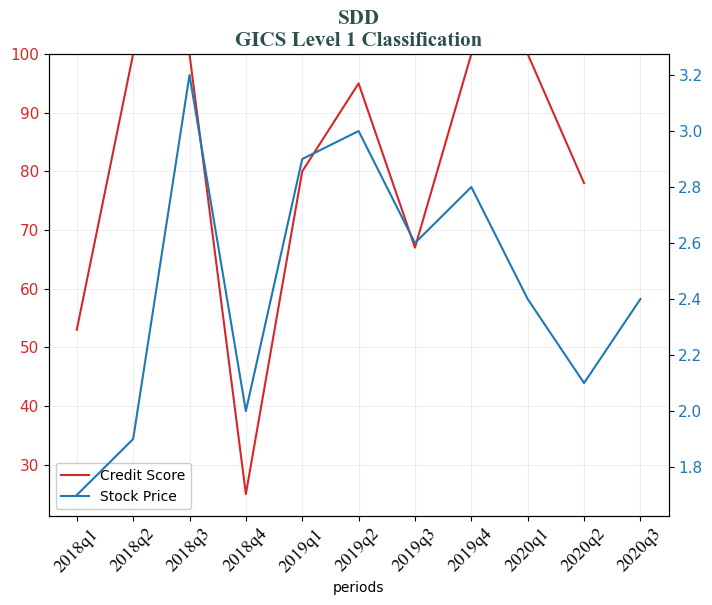 SDD
GICS Level 1 Classification
100
90
80
70
60
50
40
30
3.2
3.0
2.8
2.6
2.4
2.2
2.0
1.8
Credit Score
Stock Price
2018q1
2018q2
2018q3
2018q4
2019q1
2019q2
2019q3
2019q4
2020q1
2020q2
2020q3
periods